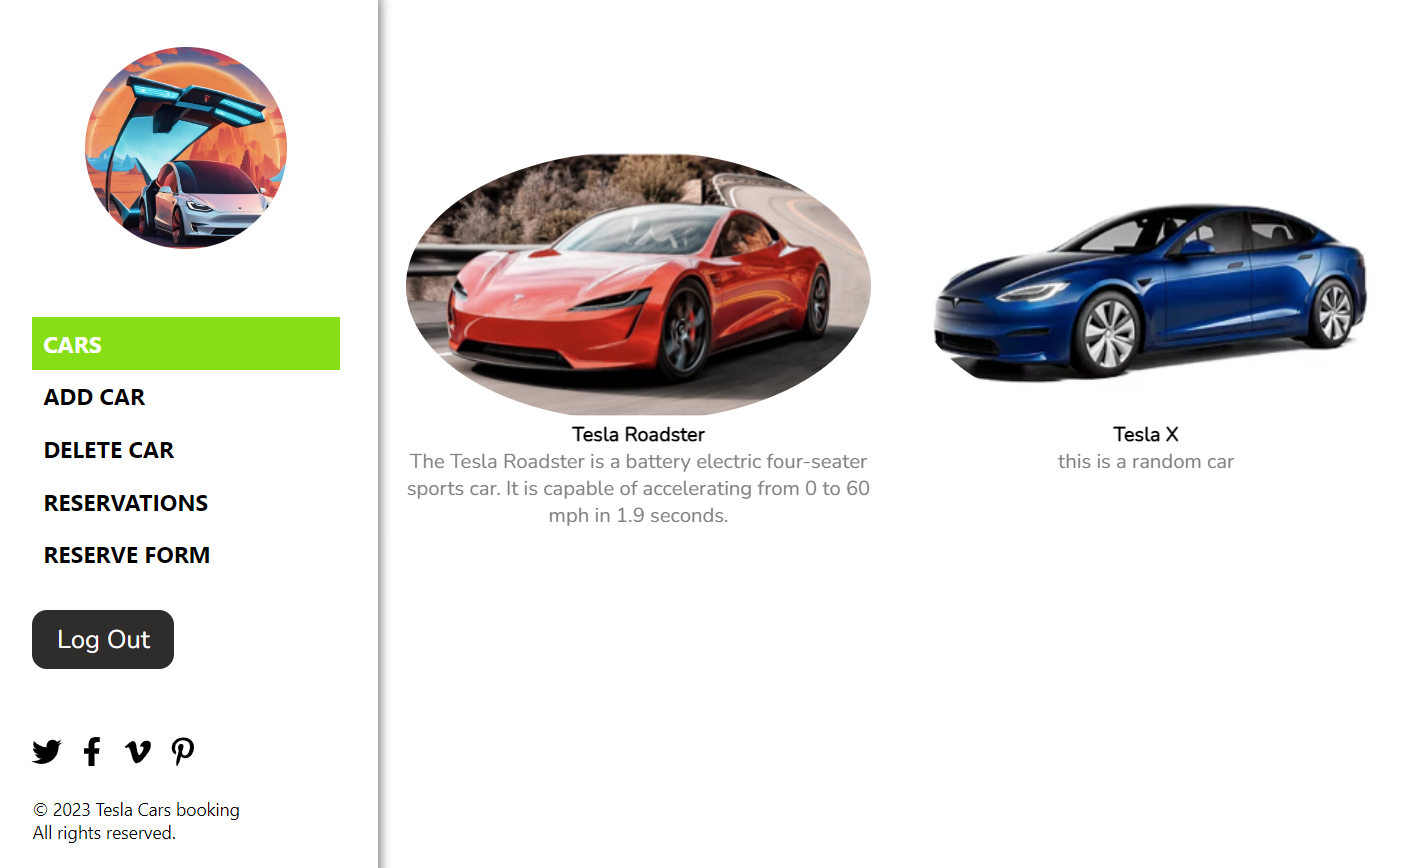 CARS
ADD CAR
DELETE CAR
RESERVATIONS
RESERVE FORM
Log Out
© 2023 Tesla Cars booking
All rights reserved.
Tesla Roadster
The Tesla Roadster is a battery electric four-seater
sports car. It is capable of accelerating from 0 to 60
mph in 1.9 seconds.
Tesla X
this is a random car